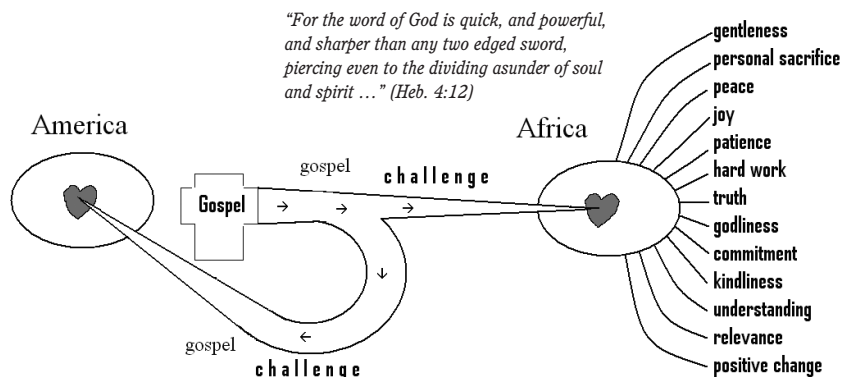 “For the word of God is quick, and powerful,
and sharper than any two edged sword,
piercing even to the dividing asunder of soul
and spirit …” (Heb. 4:12)
America
Africa
gospel
challenge
Gospel
gospel
challenge
gentleness
personal sacrifice
peace
joy
patience
hard work
truth
godliness
commitment
kindliness
understanding
relevance
positive change